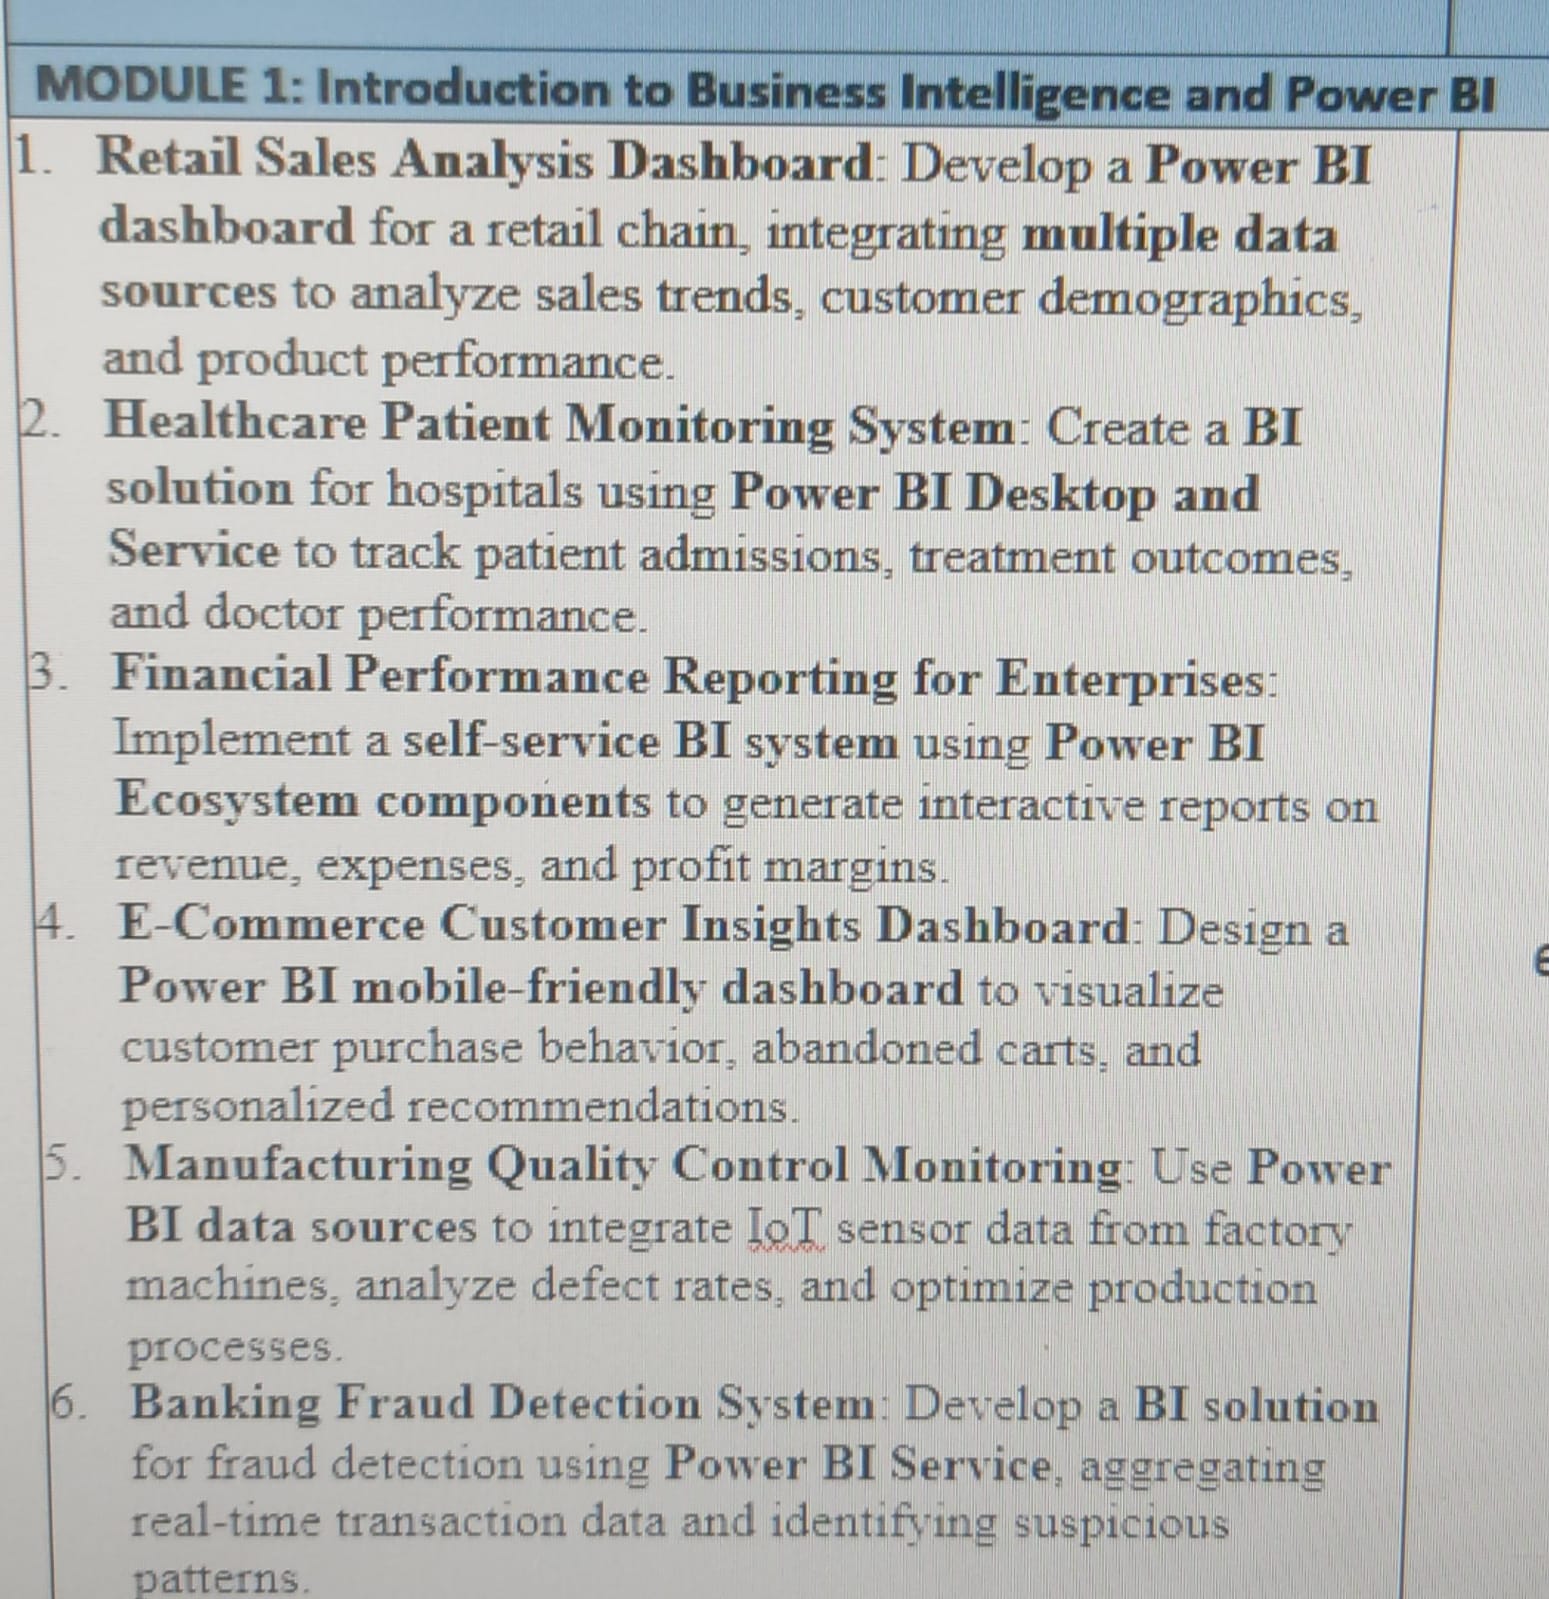 MODULE 1: Introduction to Business Intelligence and Power BI
1. Retail Sales Analysis Dashboard: Develop a Power BI
dashboard for a retail chain, integrating multiple data
sources to analyze sales trends, customer demographics,
and product performance.
2. Healthcare Patient Monitoring System: Create a BI
solution for hospitals using Power BI Desktop and
Service to track patient admissions, treatment outcomes,
and doctor performance.
3. Financial Performance Reporting for Enterprises:
Implement a self-service BI system using Power BI
Ecosystem components to generate interactive reports on
revenue, expenses, and profit margins.
4. E-Commerce Customer Insights Dashboard: Design a
Power BI mobile-friendly dashboard to visualize
customer purchase behavior, abandoned carts, and
personalized recommendations.
5. Manufacturing Quality Control Monitoring: Use Power
BI data sources to integrate IoT sensor data from factory
machines, analyze defect rates, and optimize production
processes.
6. Banking Fraud Detection System: Develop a BI solution
for fraud detection using Power BI Service, aggregating
real-time transaction data and identifying suspicious
patterns.